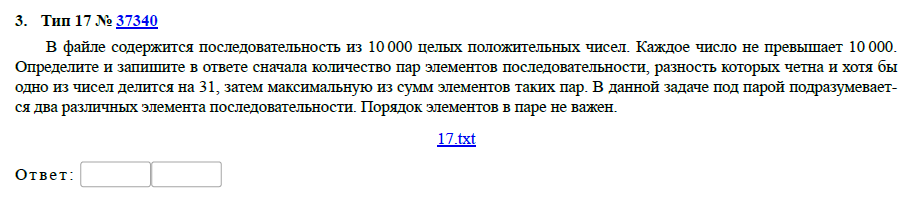 3. Тип 17 № 37340
В файле содержится последовательность из 10 000 целых положительных чисел. Каждое число не превышает 10 000.
Определите и запишите в ответе сначала количество пар элементов последовательности, разность которых четна и хотя бы
одно из чисел делится на 31, затем максимальную из сумм элементов таких пар. В данной задаче под парой подразумевает-
ся два различных элемента последовательности. Порядок элементов в паре не важен.
17.txt
Ответ: